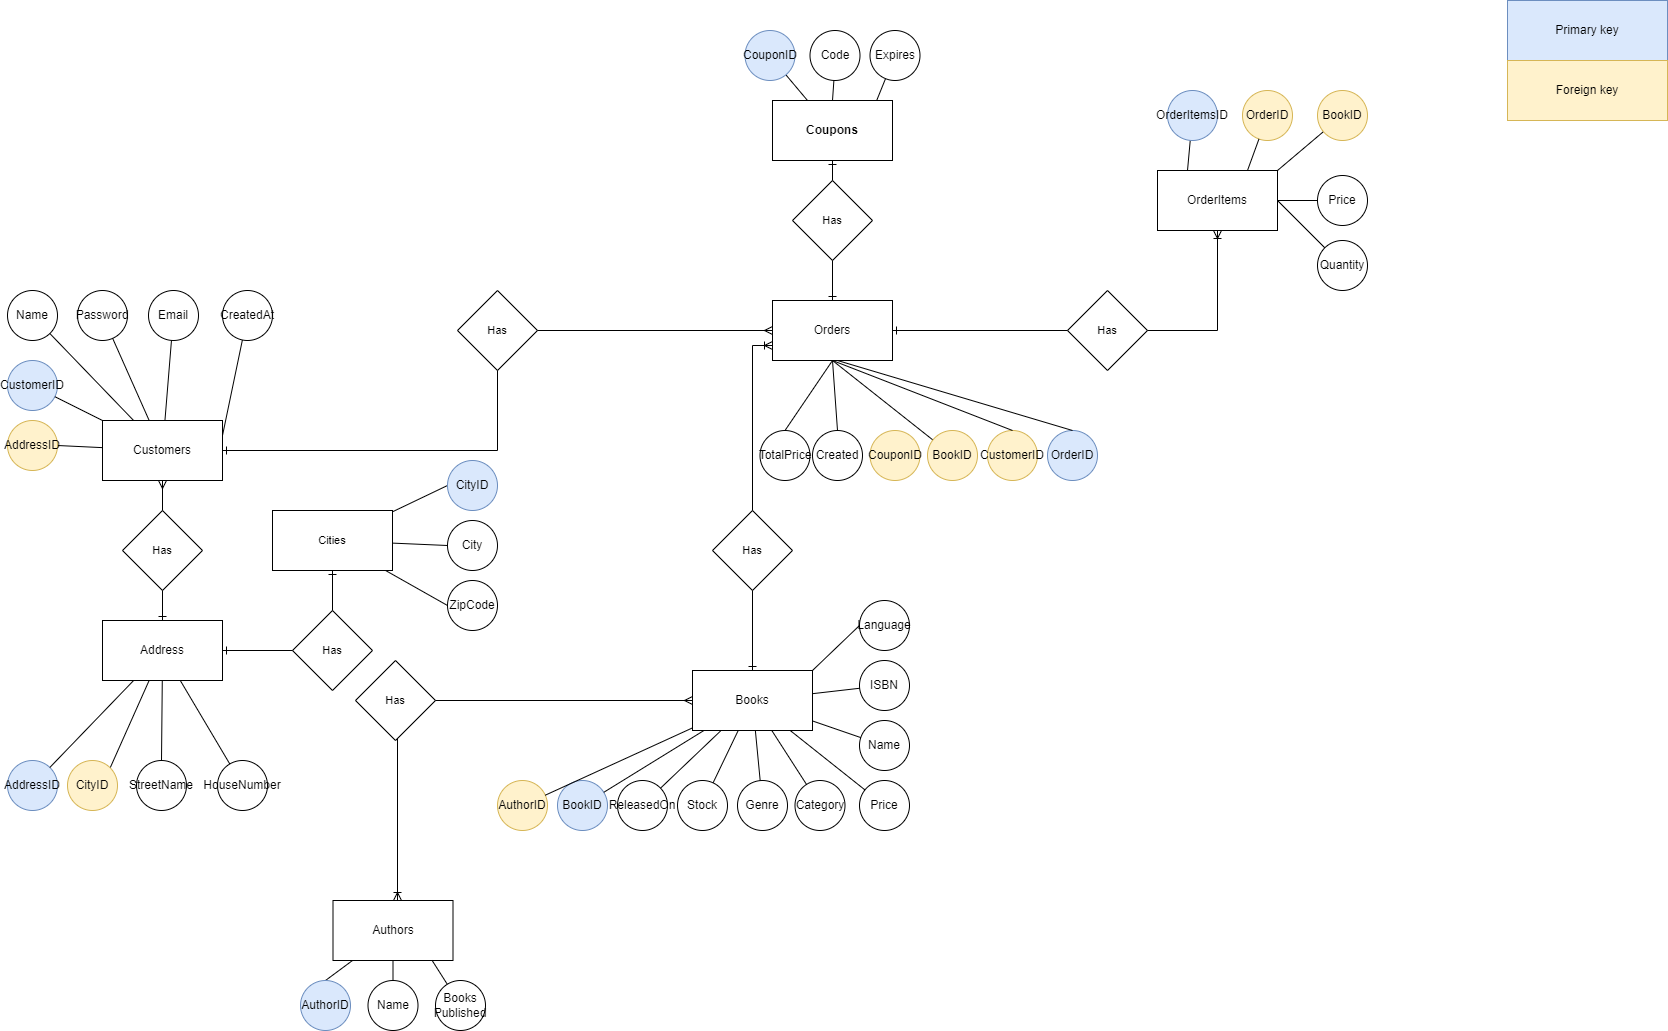 Primary key
Foreign key
CouponID
Code
Expires
Coupons
OrderItemsID
OrderID
BookID
OrderItems
Price
Quantity
Has
Name
Password
Email
CreatedAt
Has
Orders
Has
CustomerID
AddressID
Customers
TotalPrice
Created
CouponID
BookID
CustomerID
OrderID
CityID
Cities
City
ZipCode
Has
Has
Address
Has
Language
ISBN
Name
Has
Books
AddressID
CityID
StreetName
HouseNumber
AuthorID
BookID
ReleasedOn
Stock
Genre
Category
Price
Authors
AuthorID
Name
Books
Published